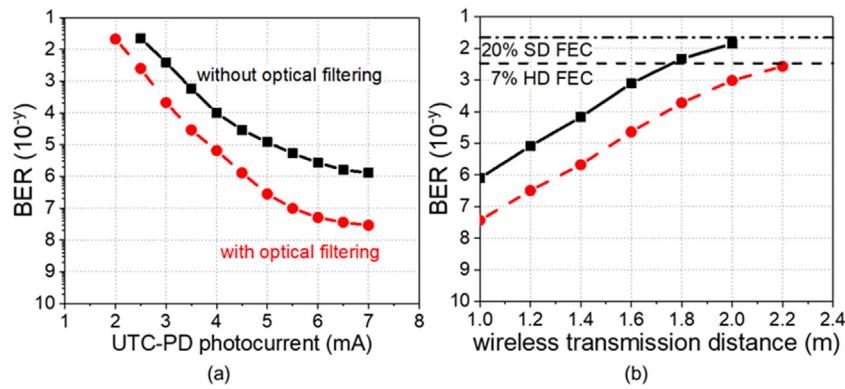 1
2
3
4
5
6
7
8
9
10
BER (10^-y)
without optical filtering
with optical filtering
1 2 3 4 5 6 7 8
UTC-PD photocurrent (mA)
(a)
1
2
3
4
5
6
7
8
9
10
BER (10^-y)
20% SD FEC
7% HD FEC
1.0 1.2 1.4 1.6 1.8 2.0 2.2 2.4
wireless transmission distance (m)
(b)